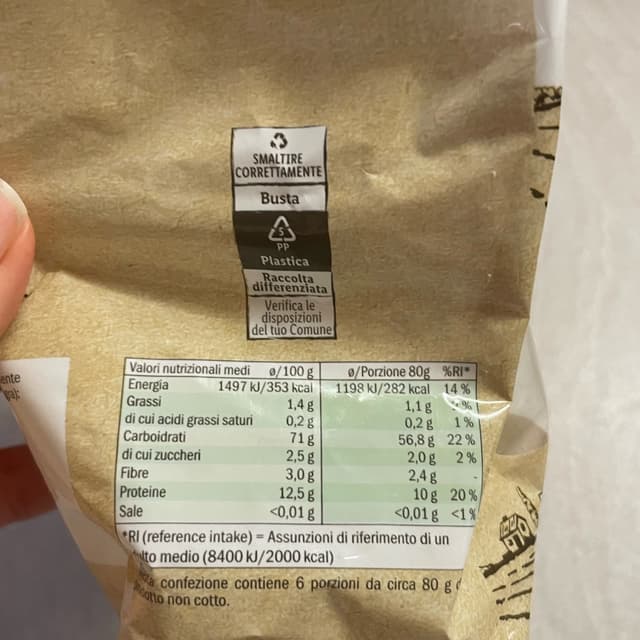 SMALTIRE
CORRETTAMENTE
Busta
5
PP
Plastica
Raccolta
differenziata
Verifica le
disposizioni
del tuo Comune
ente
Valori nutrizionali medi ø/100 g ø/Porzione 80g %RI*
Energia 1497 kJ/353 kcal 1198 kJ/282 kcal 14 %
Grassi 1,4 g 1,1 g %
di cui acidi grassi saturi 0,2 g 0,2 g 1 %
Carboidrati 71 g 56,8 g 22 %
di cui zuccheri 2,5 g 2,0 g 2 %
Fibre 3,0 g 2,4 g -
Proteine 12,5 g 10 g 20 %
Sale <0,01 g <0,01 g <1 %
*RI (reference intake) = Assunzioni di riferimento di un
medio (8400 kJ/2000 kcal)
confezione contiene 6 porzioni da circa 80 g
non cotto.